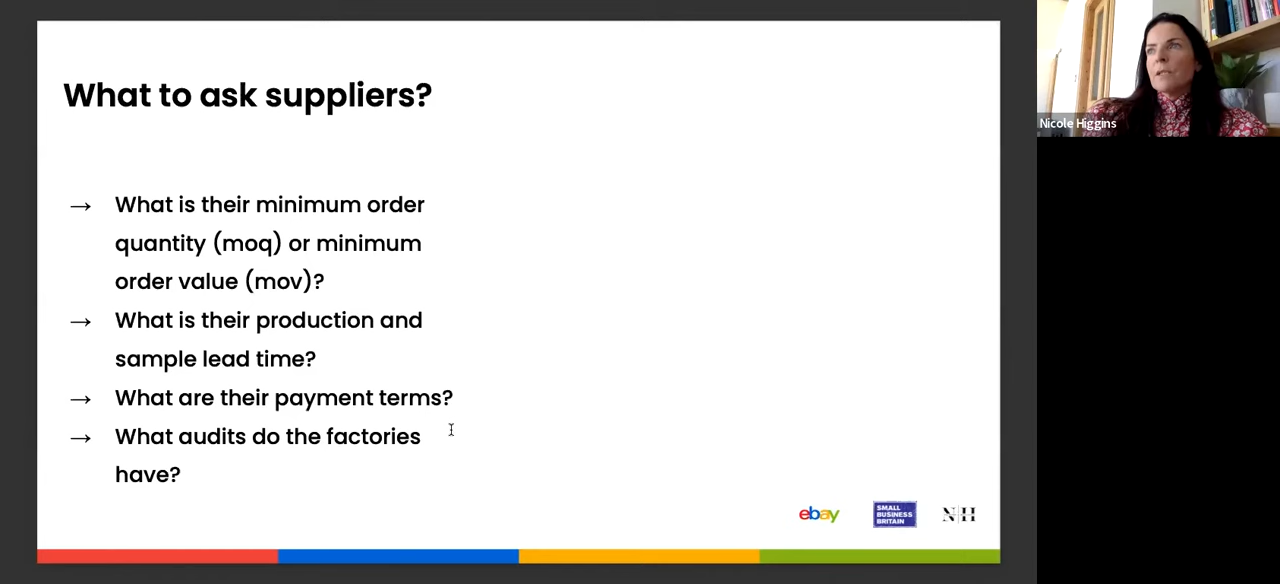 What to ask suppliers?
→ What is their minimum order
quantity (moq) or minimum
order value (mov)?
→ What is their production and
sample lead time?
→ What are their payment terms?
→ What audits do the factories
have?
ebay
SMALL
BUSINESS
BRITAIN
NH
Nicole Higgins